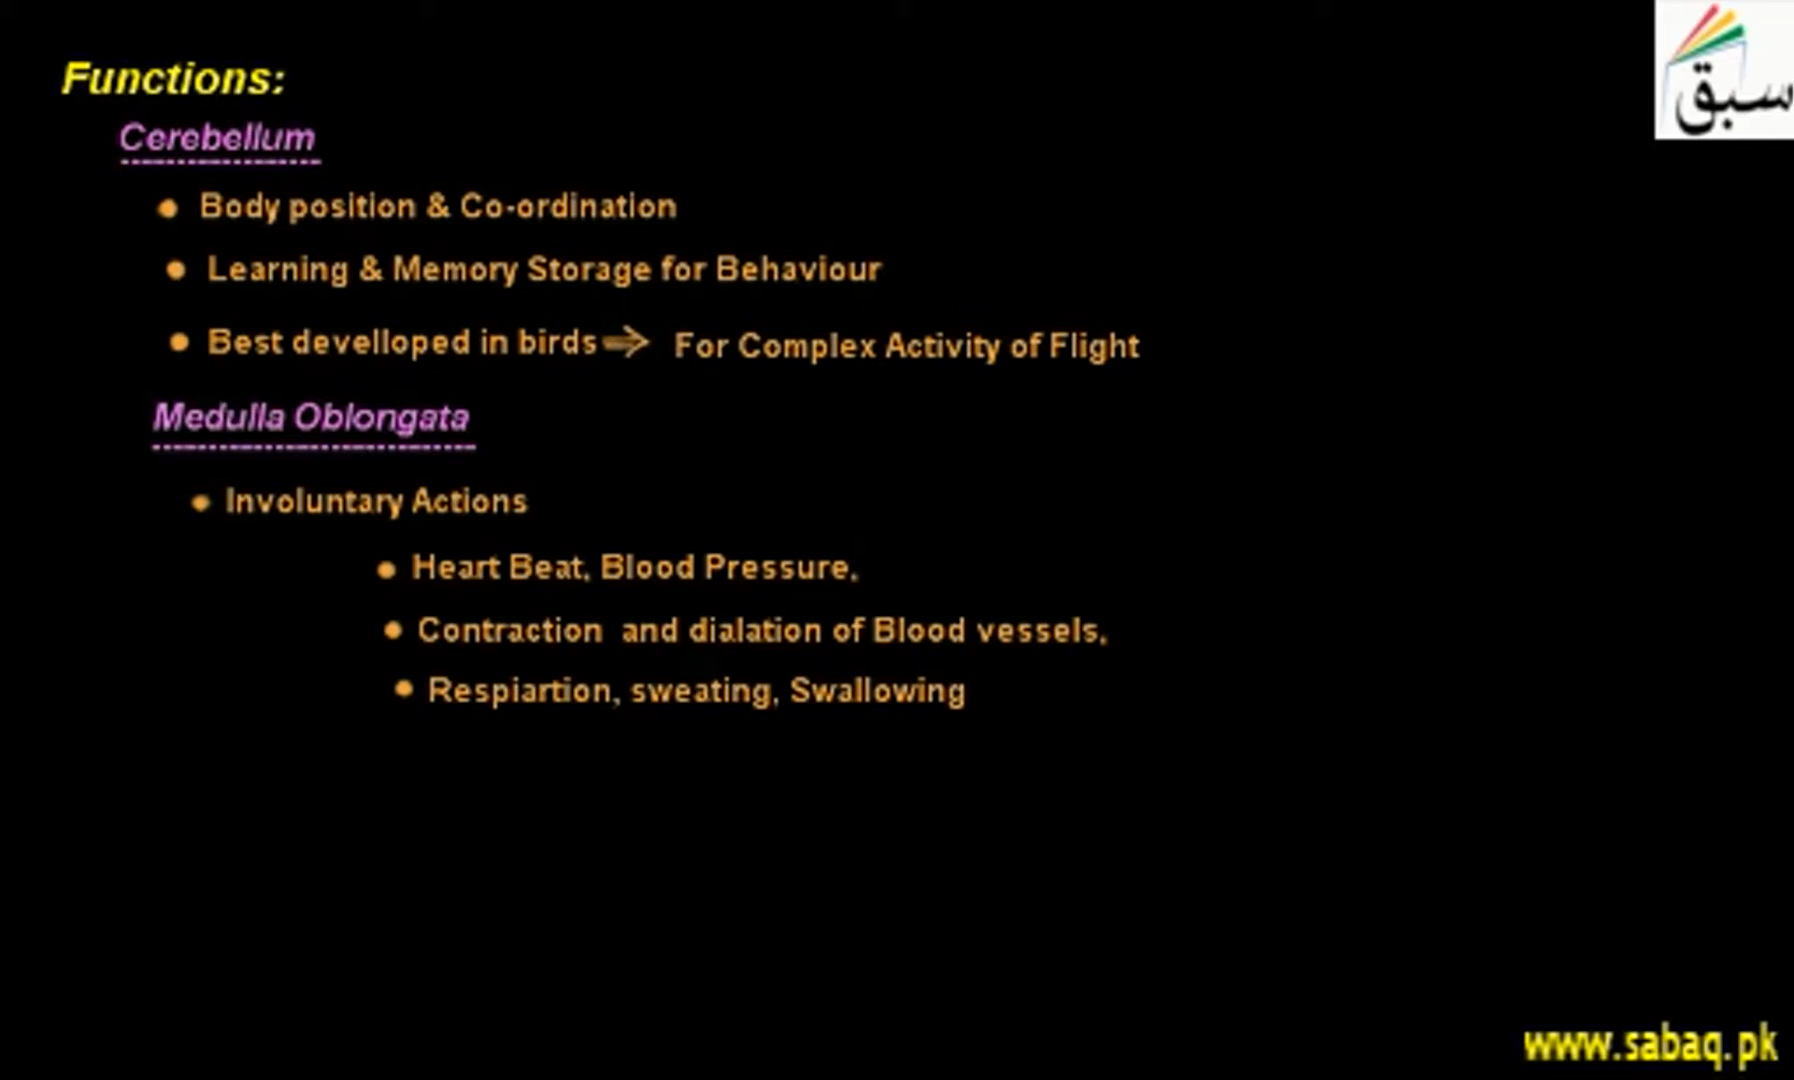 سبق
Functions:
Cerebellum
• Body position & Co-ordination
• Learning & Memory Storage for Behaviour
• Best develloped in birds ⇒ For Complex Activity of Flight
Medulla Oblongata
• Involuntary Actions
• Heart Beat, Blood Pressure,
• Contraction and dialation of Blood vessels,
• Respiartion, sweating, Swallowing
www.sabaq.pk